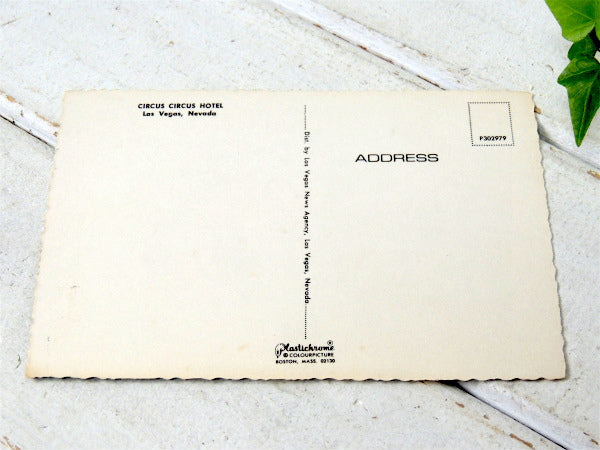 CIRCUS CIRCUS HOTEL
Las Vegas, Nevada
Dist. by Las Vegas News Agency, Las Vegas, Nevada
P302979
ADDRESS
Plastichrome®
© COLOURPICTURE
BOSTON, MASS. 02130